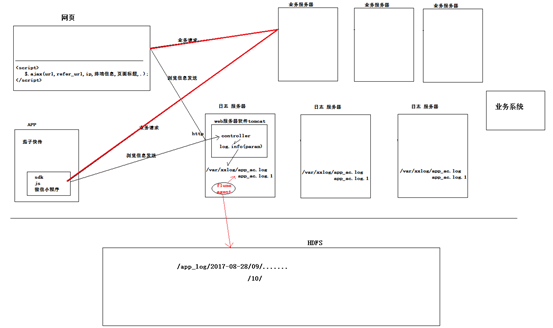 网页
<script>
$.ajax(url,refer_url,ip,终端信息,页面标题,.);
</script>
业务请求
浏览信息发送
业务服务器
业务服务器
业务服务器
业务系统
APP
茄子快传
sdk
js
微信小程序
业务请求
浏览信息发送
http
日志 服务器
web服务器软件tomcat
controller
log.info(param)
/var/xxlog/app_ac.log
app_ac.log.1
flume
agent
日志 服务器
/var/xxlog/app_ac.log
app_ac.log.1
日志 服务器
/var/xxlog/app_ac.log
app_ac.log.1
HDFS
/app_log/2017-08-28/09/.......
/10/